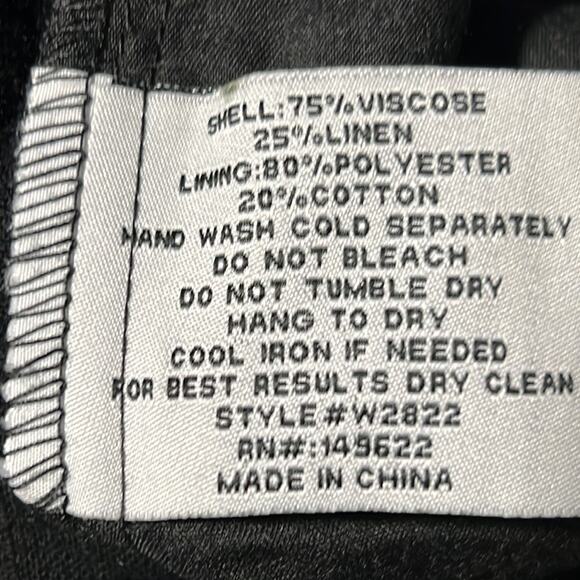 SHELL:75%VISCOSE
25%LINEN
LINING:80%POLYESTER
20%COTTON
HAND WASH COLD SEPARATELY
DO NOT BLEACH
DO NOT TUMBLE DRY
HANG TO DRY
COOL IRON IF NEEDED
FOR BEST RESULTS DRY CLEAN
STYLE#W2822
RN#:149622
MADE IN CHINA